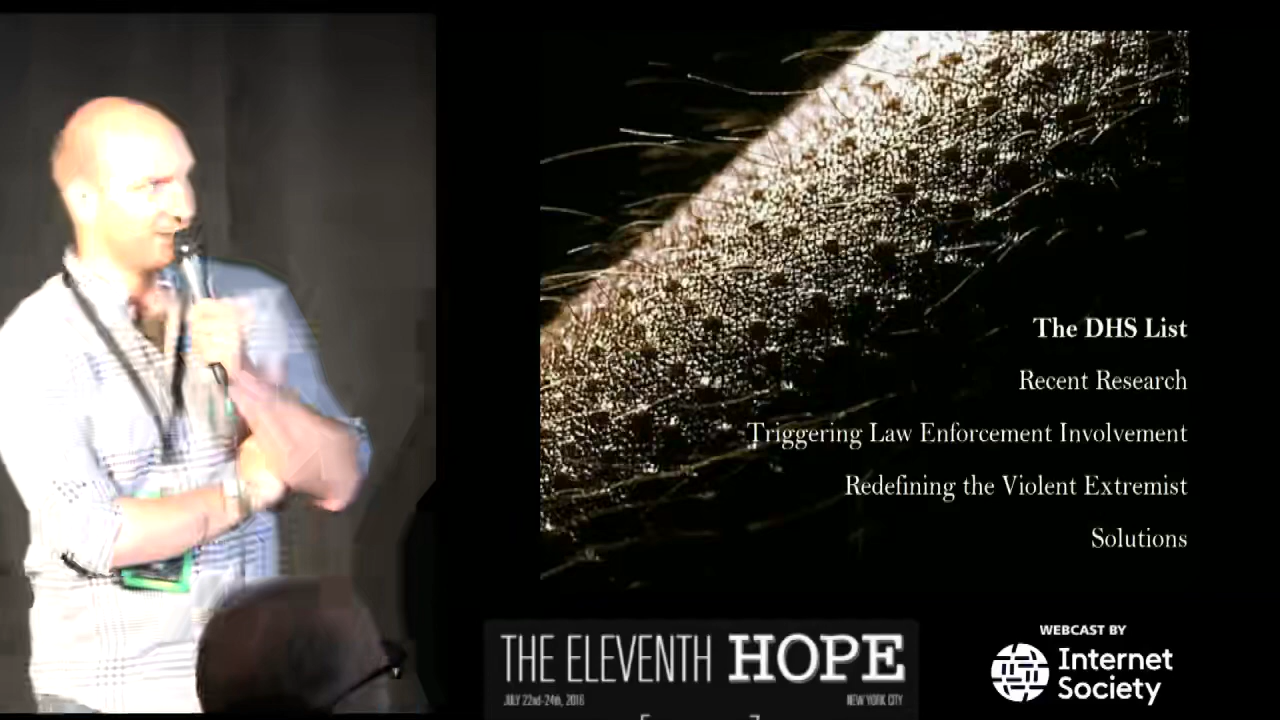 The DHS List
Recent Research
Triggering Law Enforcement Involvement
Redefining the Violent Extremist
Solutions
THE ELEVENTH HOPE
JULY 22nd-24th, 2016
NEW YORK CITY
WEBCAST BY
Internet
Society